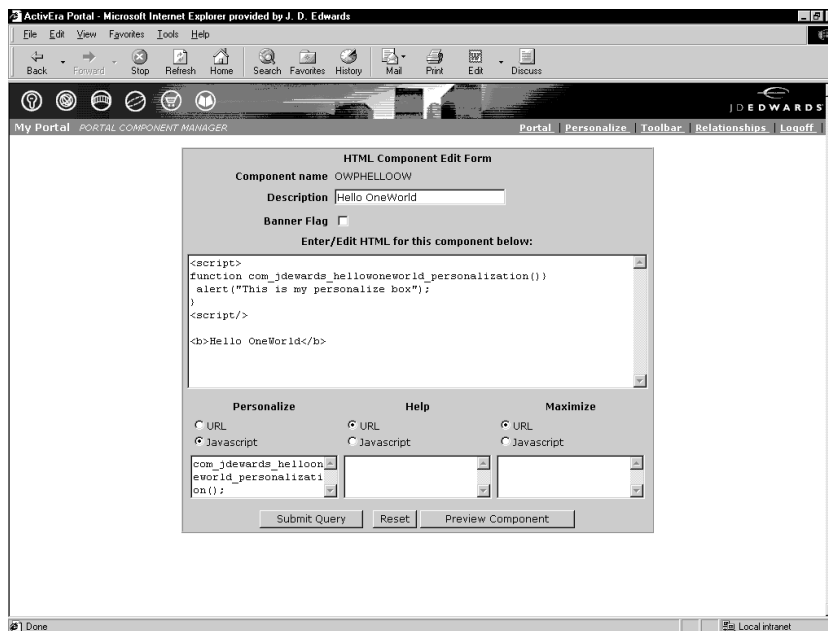 ActivEra Portal - Microsoft Internet Explorer provided by J. D. Edwards
File Edit View Favorites Tools Help
Back Forward Stop Refresh Home Search Favorites History Mail Print Edit Discuss
JDEDWARDS
My Portal PORTAL COMPONENT MANAGER Portal | Personalize | Toolbar | Relationships | Logoff |
HTML Component Edit Form
Component name OWPHELLOOW
Description Hello OneWorld
Banner Flag
Enter/Edit HTML for this component below:
<script>
function com_jdewards_hellowoneworld_personalization(){
alert("This is my personalize box");
}
<script/>
<b>Hello OneWorld</b>
Personalize Help Maximize
URL URL URL
Javascript Javascript Javascript
com_jdewards_helloon
eworld_personalizati
on();
Submit Query Reset Preview Component
Done Local intranet